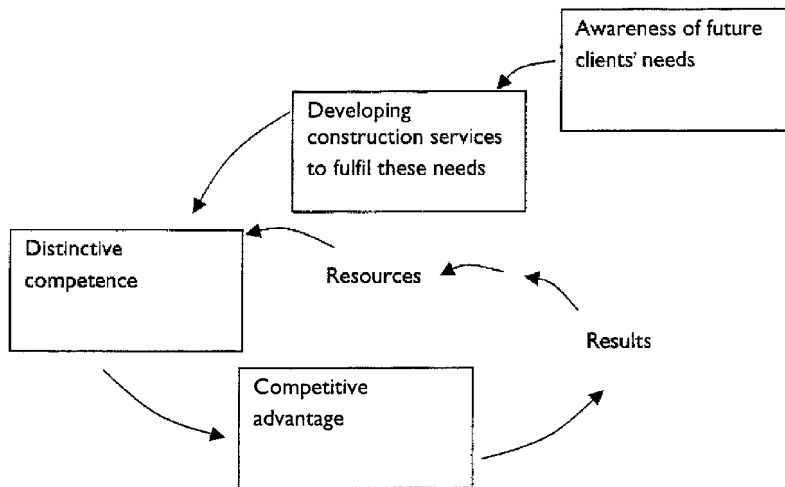 Awareness of future
clients' needs
Developing
construction services
to fulfil these needs
Distinctive
competence
Resources
Results
Competitive
advantage